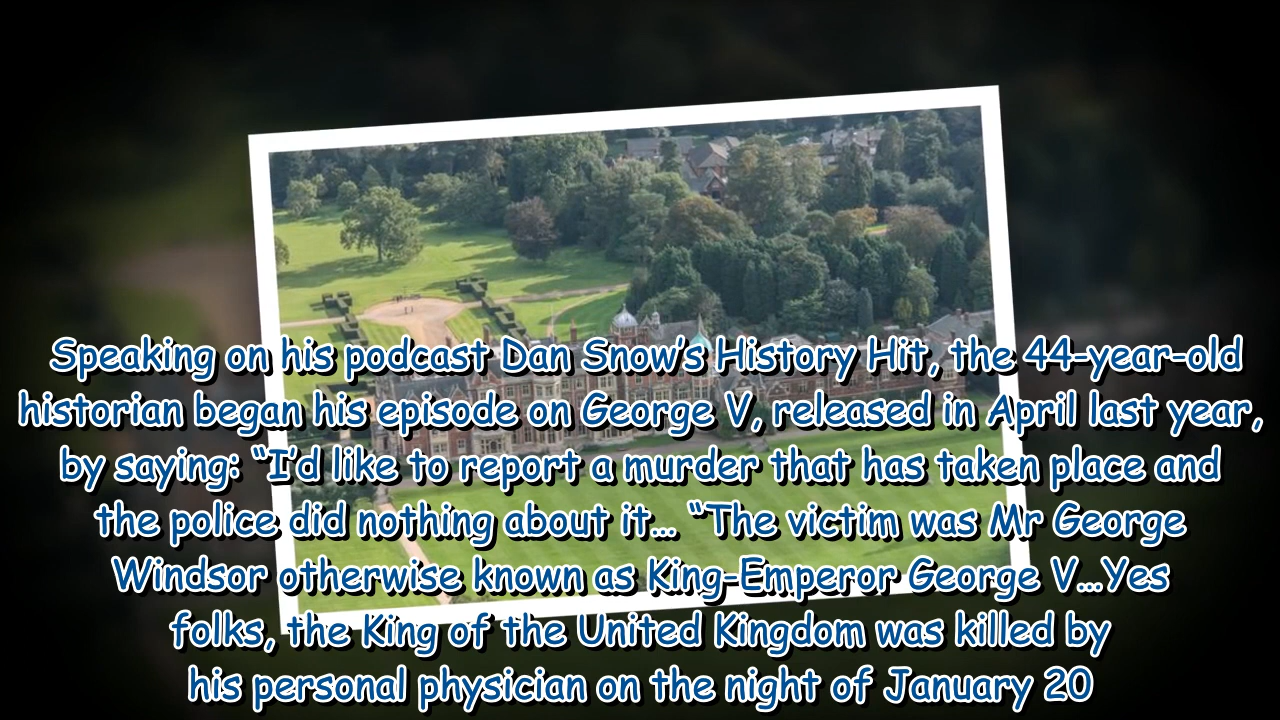 Speaking on his podcast Dan Snow’s History Hit, the 44-year-old
historian began his episode on George V, released in April last year,
by saying: “I’d like to report a murder that has taken place and
the police did nothing about it... “The victim was Mr George
Windsor otherwise known as King-Emperor George V...Yes
folks, the King of the United Kingdom was killed by
his personal physician on the night of January 20